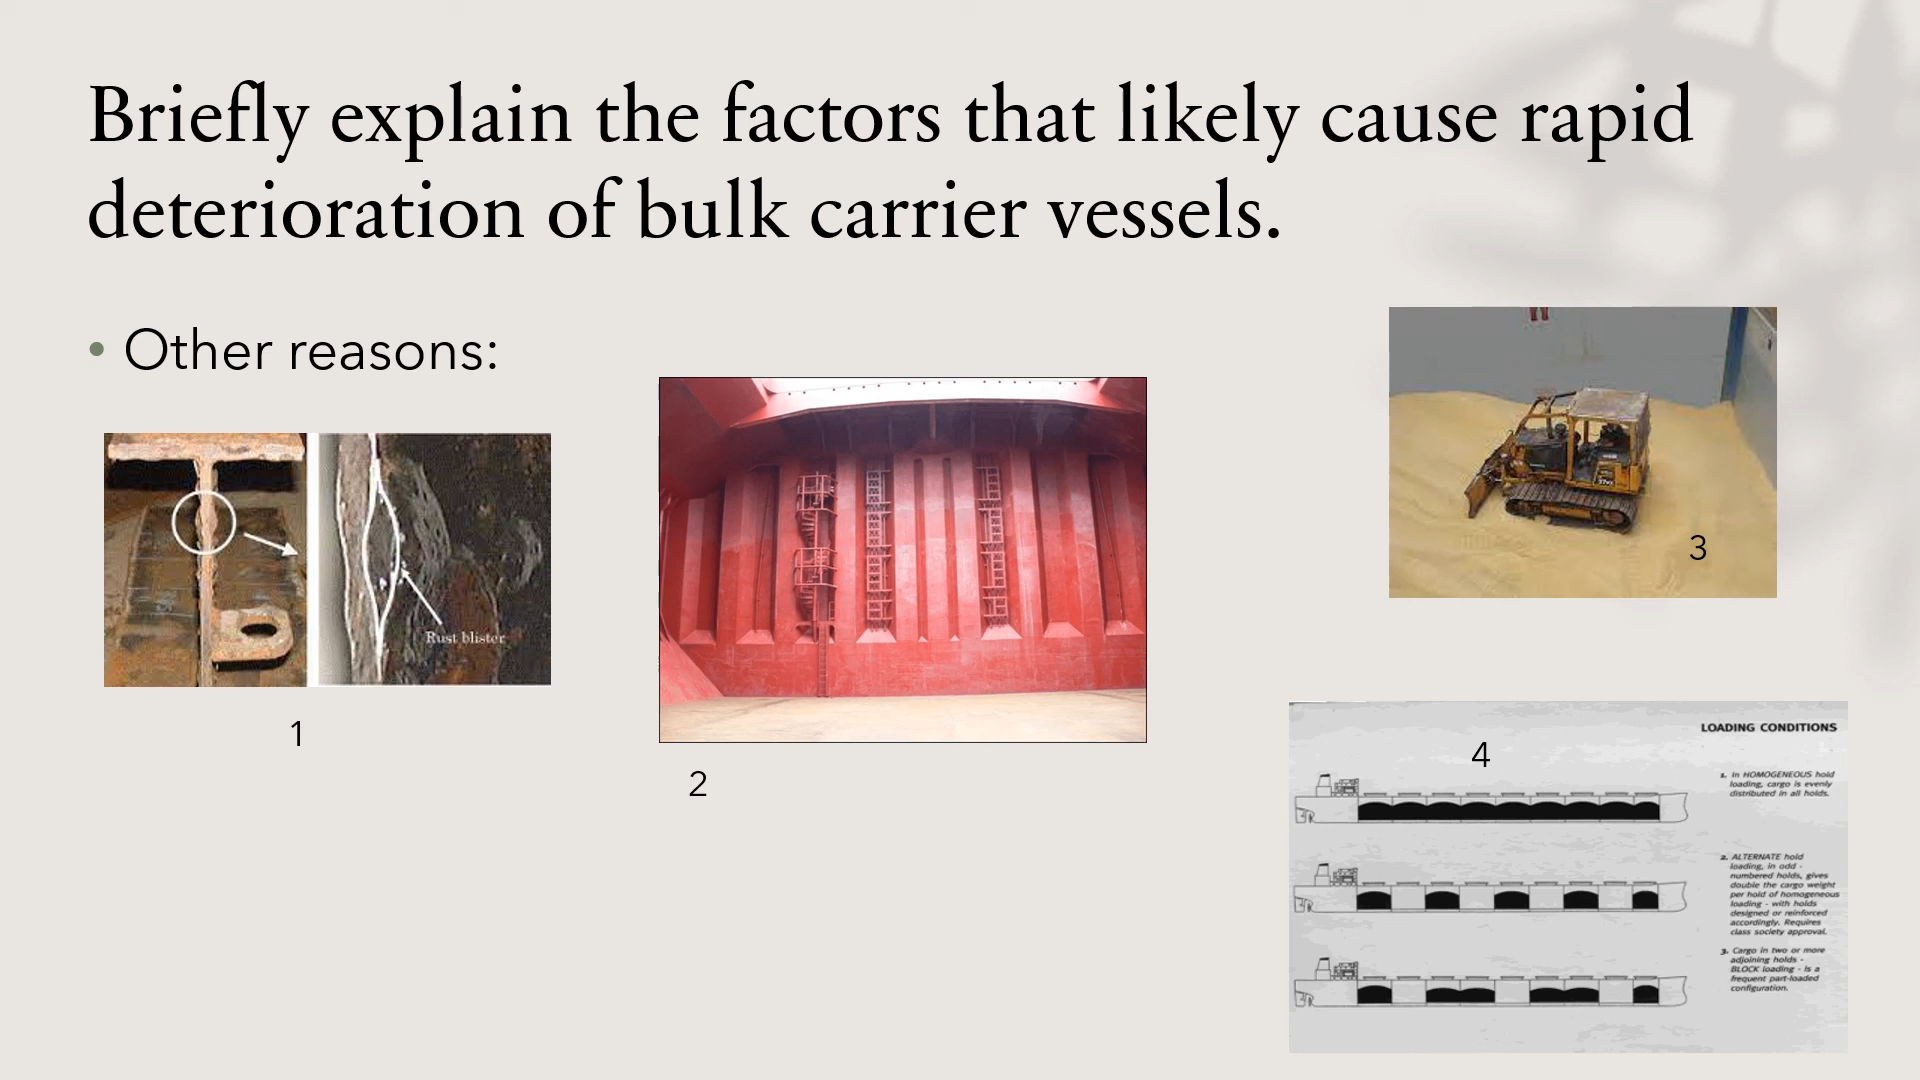 Briefly explain the factors that likely cause rapid
deterioration of bulk carrier vessels.
• Other reasons:
Rust blister
1
2
3
4
LOADING CONDITIONS
1. In HOMOGENEOUS hold
loading, cargo is evenly
distributed in all holds.
2. ALTERNATE hold
loading, in odd -
numbered holds, gives
double the cargo weight
per hold of homogeneous
loading - with holds
designed or reinforced
accordingly. Requires
class society approval.
3. Cargo in two or more
adjoining holds -
BLOCK loading - is a
frequent part-loaded
configuration.